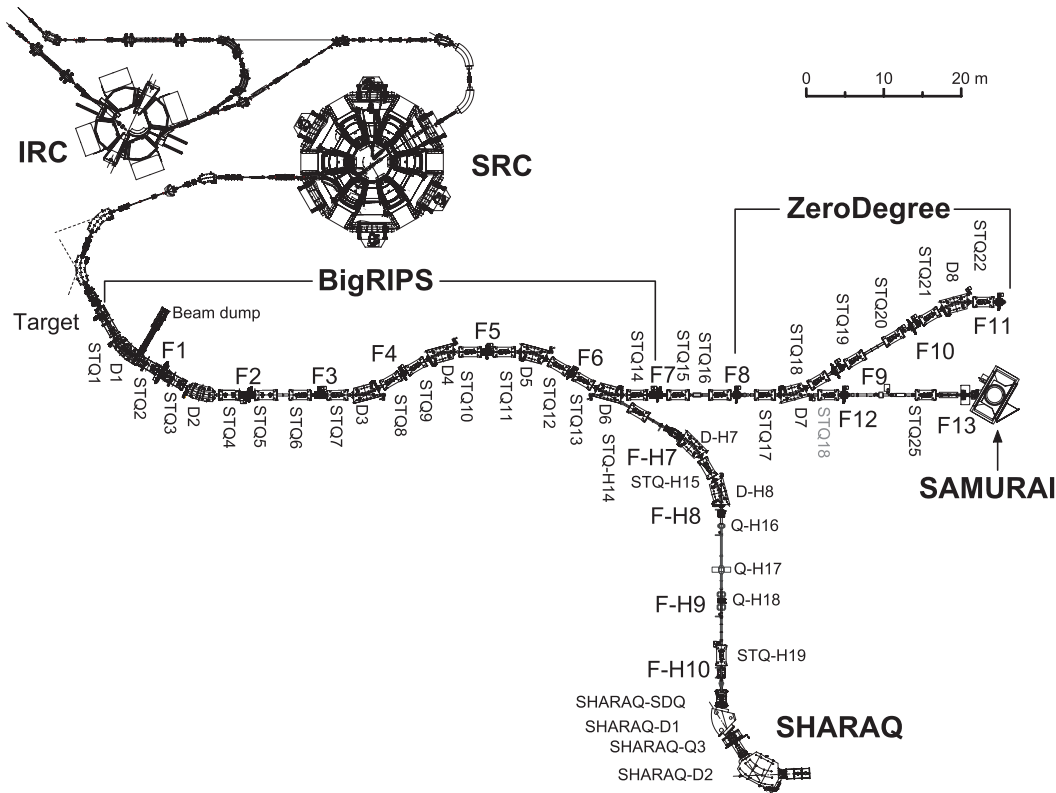 0 10 20 m
IRC
SRC
ZeroDegree
BigRIPS
Target
Beam dump
STQ1
D1
STQ2
F1
STQ3
D2
STQ4
F2
STQ5
STQ6
F3
STQ7
D3
F4
STQ8
STQ9
D4
STQ10
F5
STQ11
D5
STQ12
F6
STQ13
D6
STQ-H14
STQ14
F7
STQ15
STQ16
F8
STQ17
STQ18
D7
STQ18
STQ19
F9
F12
STQ20
F10
STQ21
D8
STQ22
F11
STQ25
F13
SAMURAI
D-H7
F-H7
STQ-H15
D-H8
F-H8
Q-H16
Q-H17
F-H9
Q-H18
STQ-H19
F-H10
SHARAQ-SDQ
SHARAQ-D1
SHARAQ
SHARAQ-Q3
SHARAQ-D2